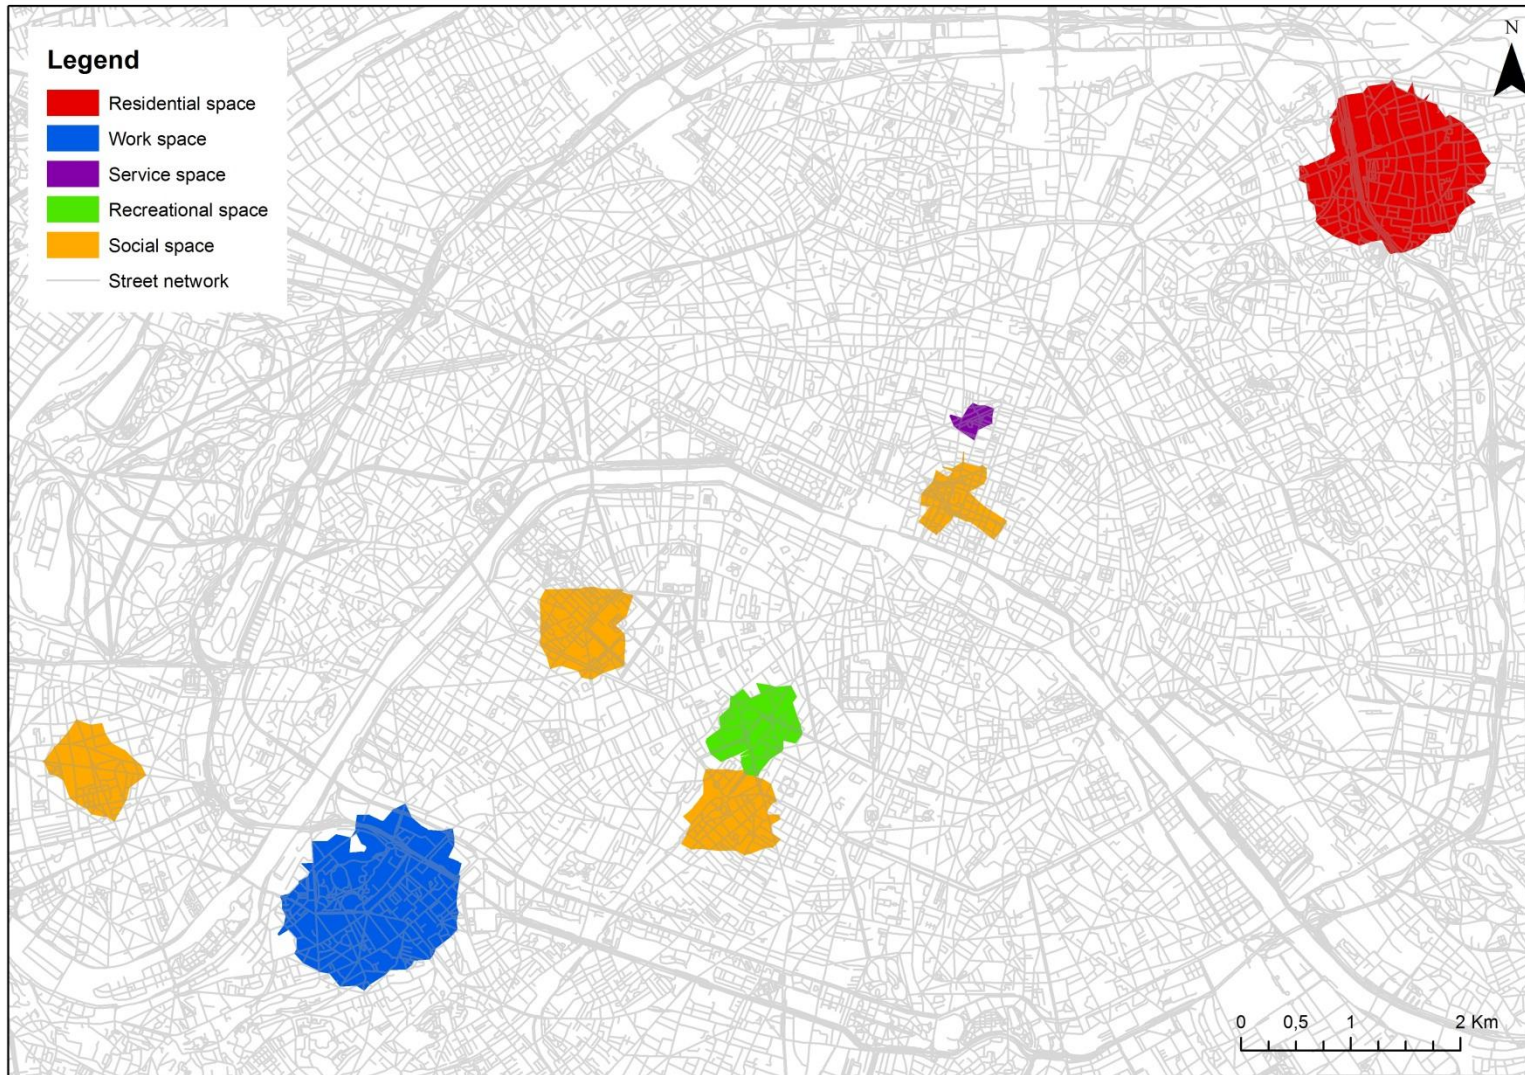 Legend
Residential space
Work space
Service space
Recreational space
Social space
Street network
N
0 0,5 1 2 Km